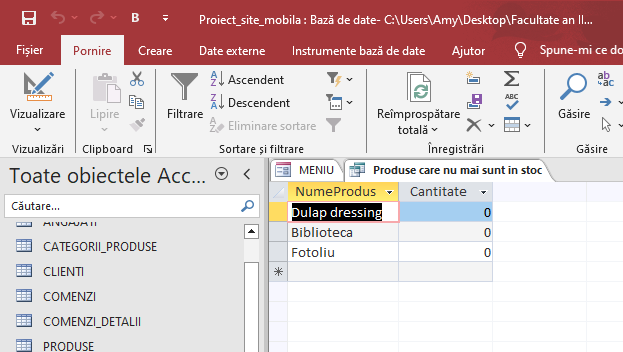 B Proiect_site_mobila : Bază de date- C:\Users\Amy\Desktop\Facultate an II...
Fișier Pornire Creare Date externe Instrumente bază de date Ajutor Spune-mi ce do
Vizualizare
Vizualizări
Lipire
Clipboard
Filtrare
Ascendent
Descendent
Eliminare sortare
Sortare și filtrare
Reîmprospătare
totală
Înregistrări
Găsire
Găsire
Toate obiectele Acc...
Căutare...
ANGAJATI
CATEGORII_PRODUSE
CLIENTI
COMENZI
COMENZI_DETALII
PRODUSE
MENIU Produse care nu mai sunt in stoc
NumeProdus Cantitate
Dulap dressing 0
Biblioteca 0
Fotoliu 0